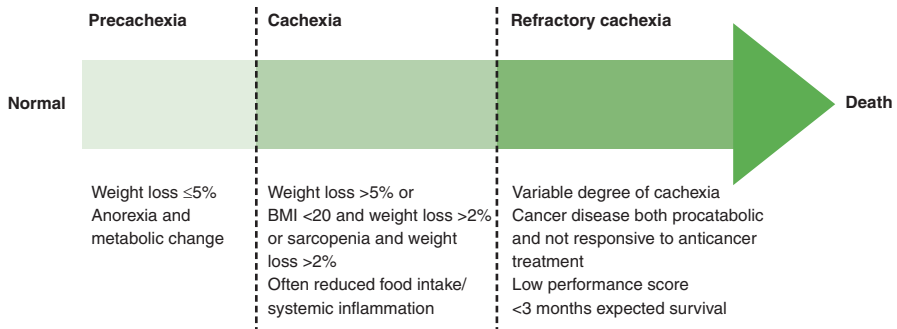 Precachexia
Cachexia
Refractory cachexia
Normal
Death
Weight loss ≤5%
Anorexia and
metabolic change
Weight loss >5% or
BMI <20 and weight loss >2%
or sarcopenia and weight
loss >2%
Often reduced food intake/
systemic inflammation
Variable degree of cachexia
Cancer disease both procatabolic
and not responsive to anticancer
treatment
Low performance score
<3 months expected survival